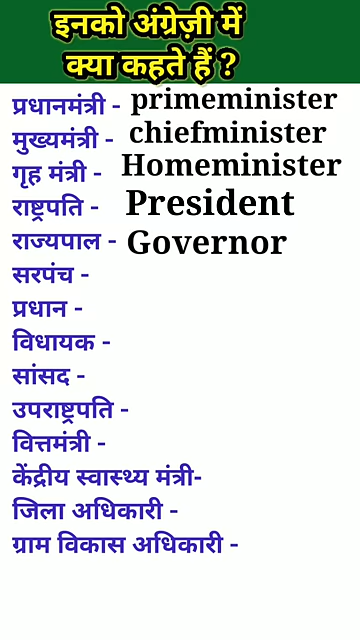 इनको अंग्रेज़ी में
क्या कहते हैं ?
प्रधानमंत्री - primeminister
मुख्यमंत्री - chiefminister
गृह मंत्री - Homeminister
राष्ट्रपति - President
राज्यपाल - Governor
सरपंच -
प्रधान -
विधायक -
सांसद -
उपराष्ट्रपति -
वित्तमंत्री -
केंद्रीय स्वास्थ्य मंत्री-
जिला अधिकारी -
ग्राम विकास अधिकारी -